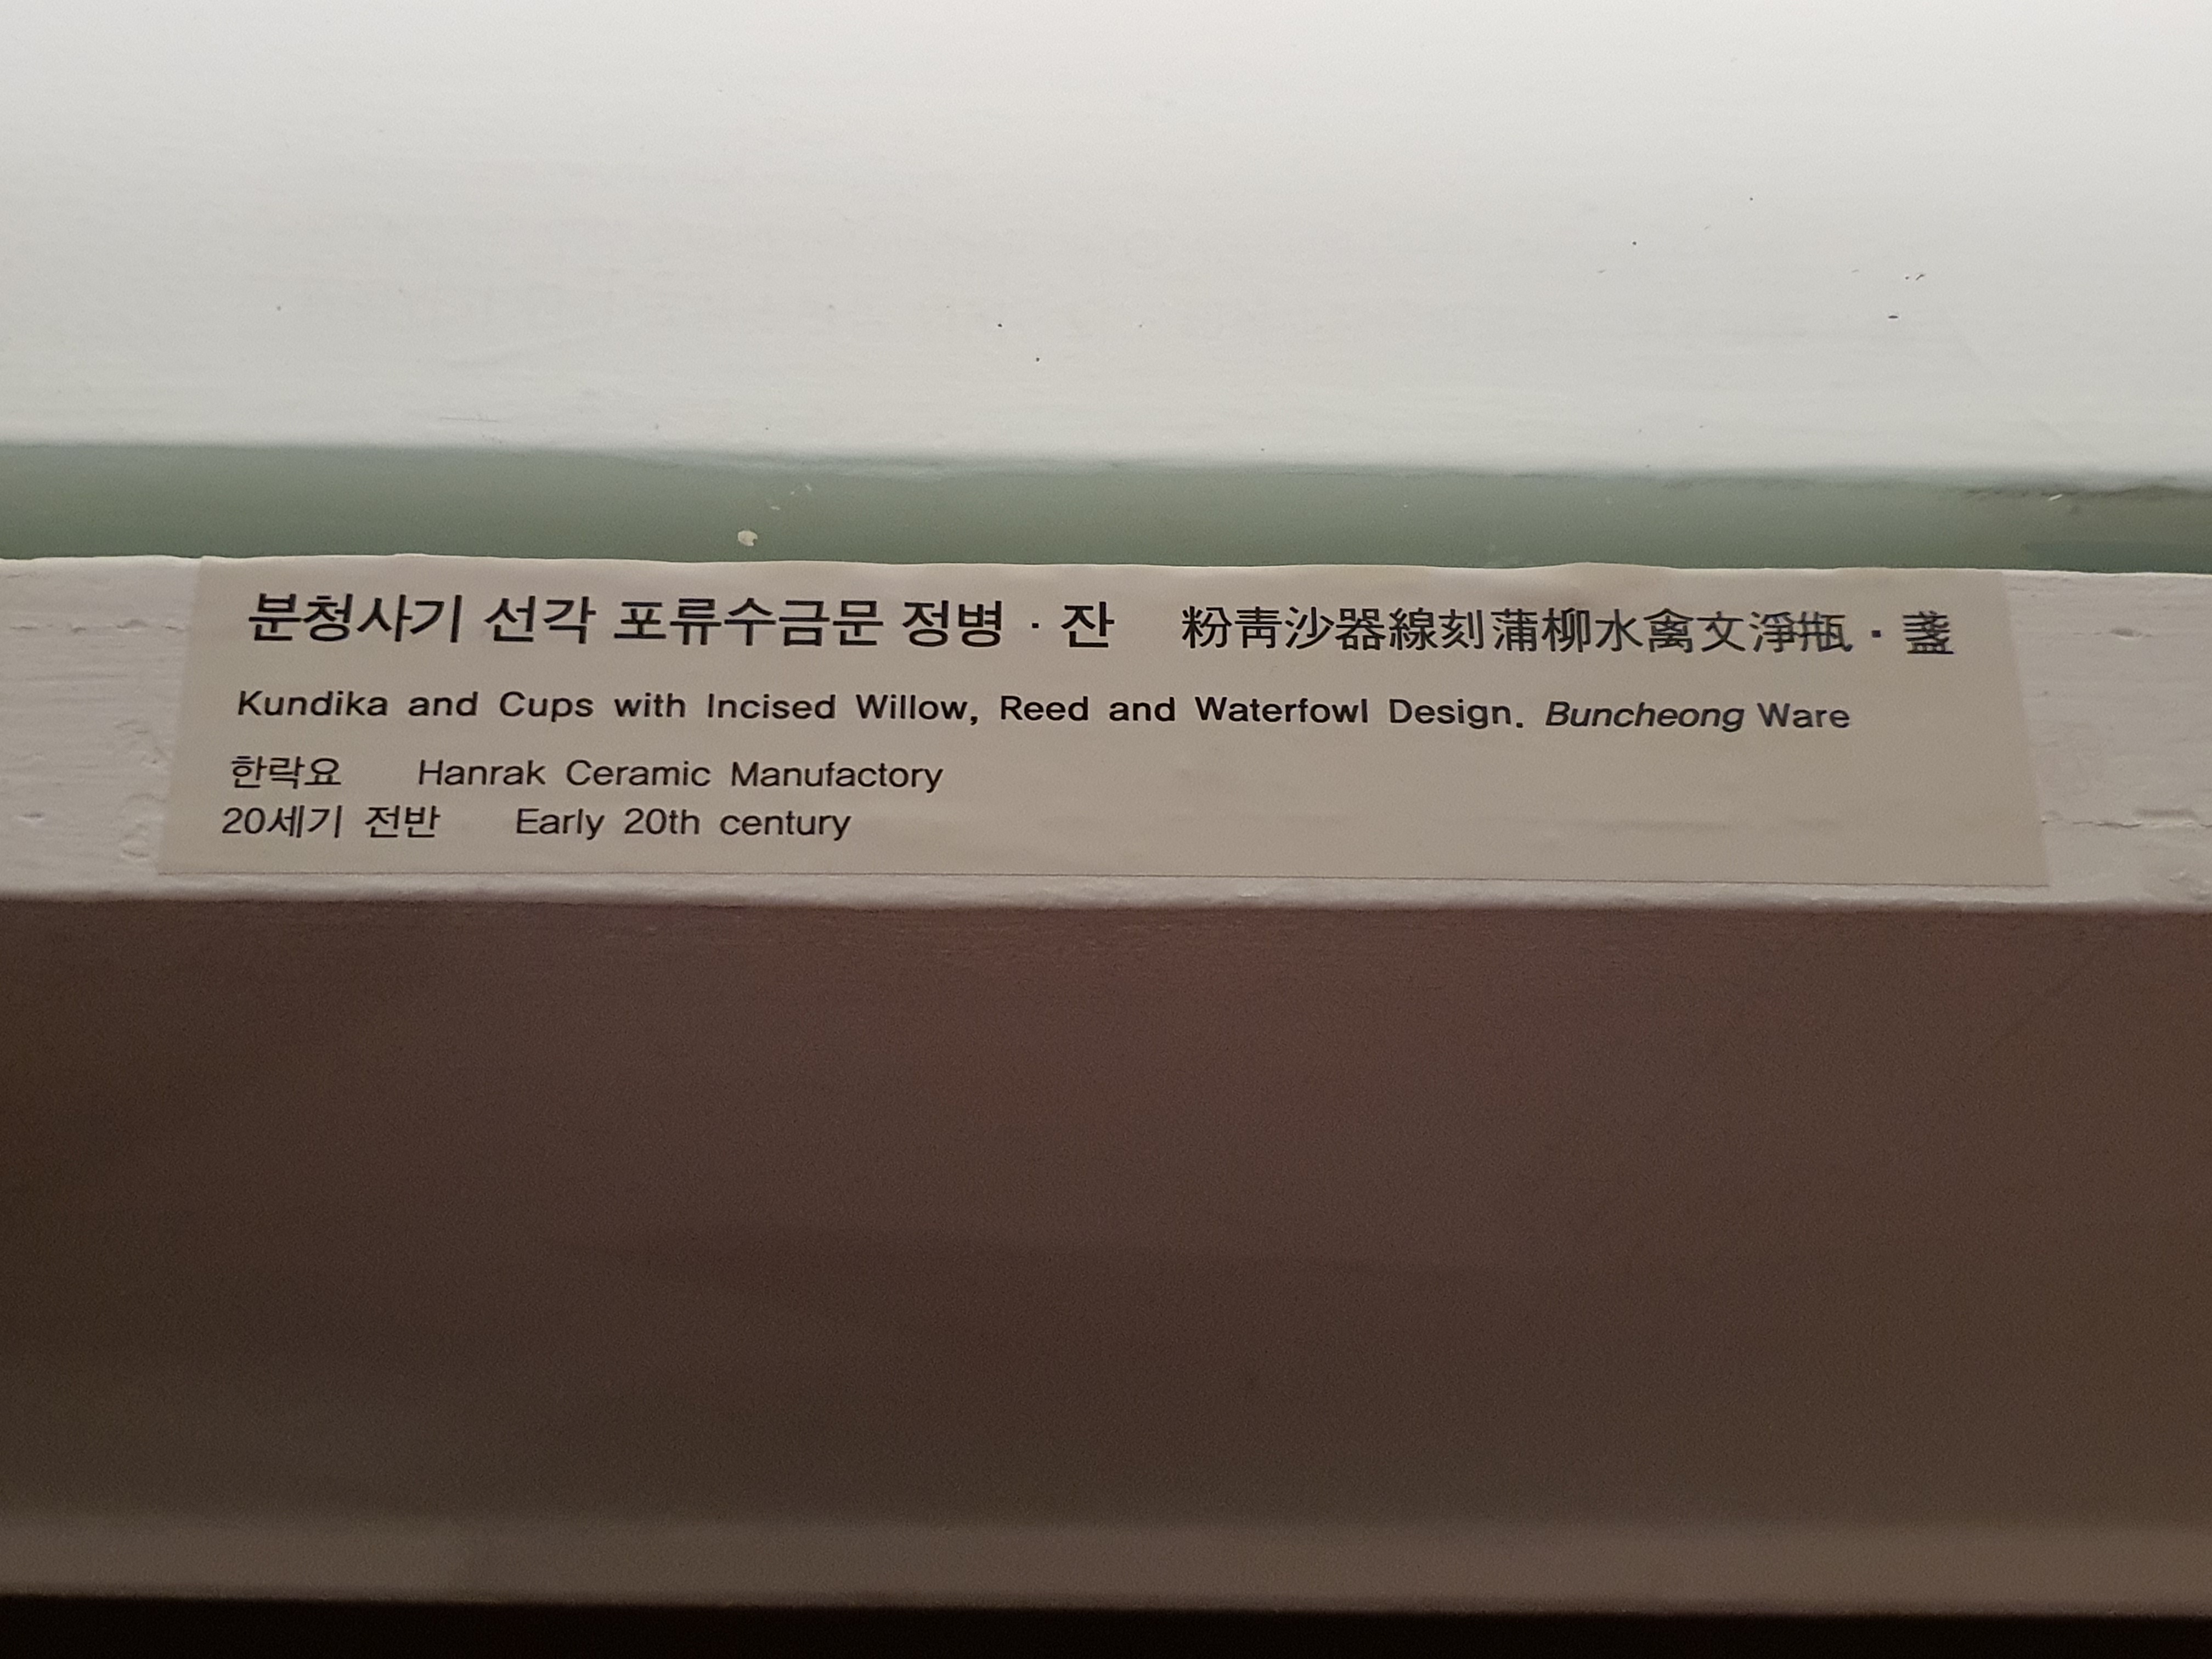 분청사기 선각 포류수금문 정병 · 잔 粉靑沙器線刻蒲柳水禽文淨甁 · 盞
Kundika and Cups with Incised Willow, Reed and Waterfowl Design. Buncheong Ware
한락요 Hanrak Ceramic Manufactory
20세기 전반 Early 20th century